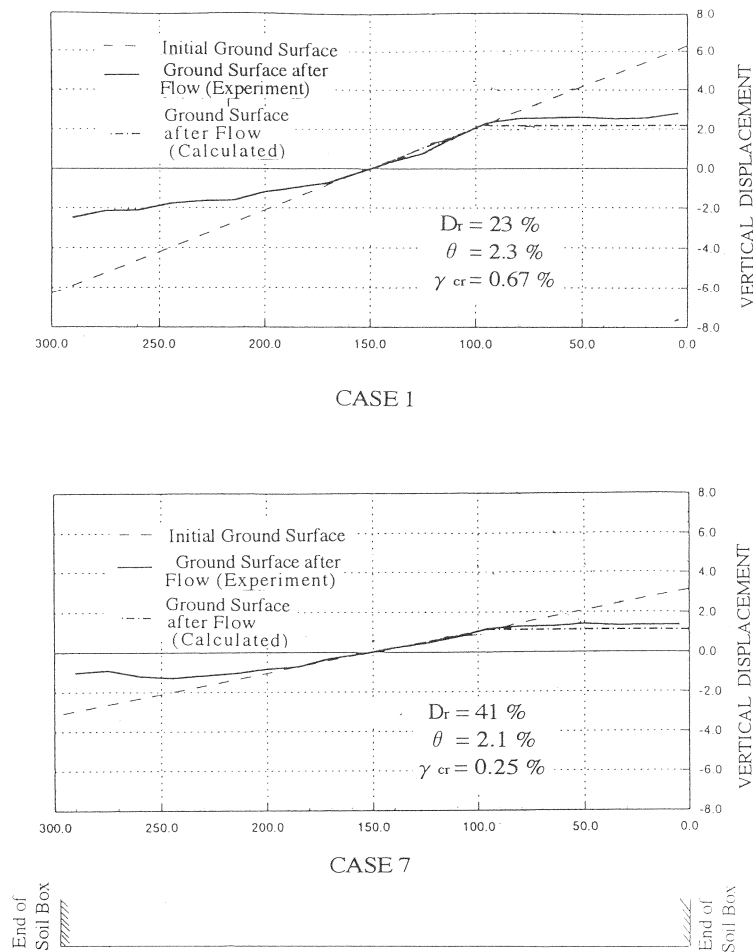 Initial Ground Surface
Ground Surface after
Flow (Experiment)
Ground Surface
after Flow
(Calculated)
8.0
6.0
4.0
2.0
0.0
-2.0
-4.0
-6.0
-8.0
VERTICAL DISPLACEMENT
Dr = 23 %
θ = 2.3 %
γ cr = 0.67 %
300.0 250.0 200.0 150.0 100.0 50.0 0.0
CASE 1
Initial Ground Surface
Ground Surface after
Flow (Experiment)
Ground Surface
after Flow
(Calculated)
8.0
6.0
4.0
2.0
0.0
-2.0
-4.0
-6.0
-8.0
VERTICAL DISPLACEMENT
Dr = 41 %
θ = 2.1 %
γ cr = 0.25 %
300.0 250.0 200.0 150.0 100.0 50.0 0.0
CASE 7
End of
Soil Box
End of
Soil Box